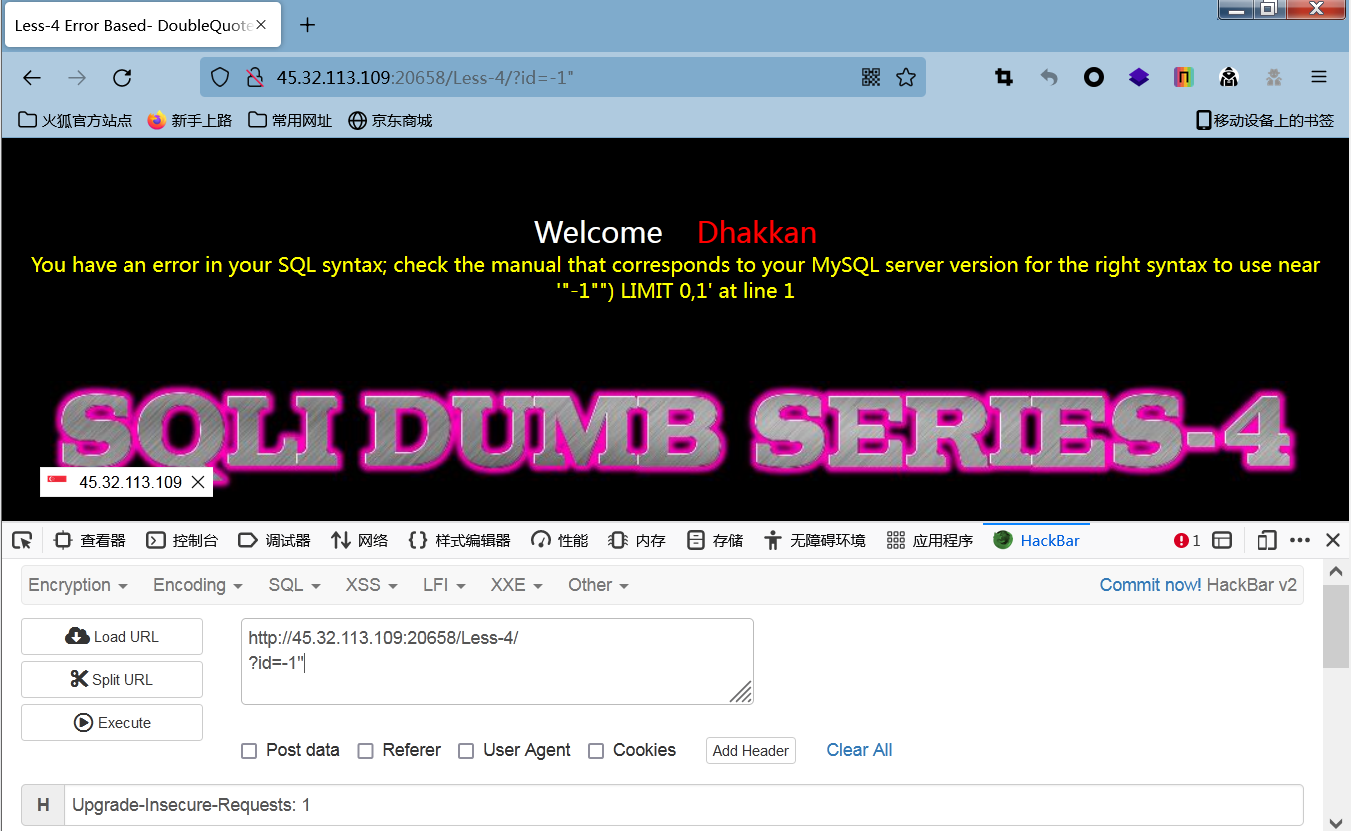 Less-4 Error Based- DoubleQuote
45.32.113.109:20658/Less-4/?id=-1"
火狐官方站点 新手上路 常用网址 京东商城 移动设备上的书签
Welcome Dhakkan
You have an error in your SQL syntax; check the manual that corresponds to your MySQL server version for the right syntax to use near
'"-1"") LIMIT 0,1' at line 1
SQLI DUMB SERIES-4
45.32.113.109
查看器 控制台 调试器 网络 样式编辑器 性能 内存 存储 无障碍环境 应用程序 HackBar 1
Encryption Encoding SQL XSS LFI XXE Other Commit now! HackBar v2
Load URL
http://45.32.113.109:20658/Less-4/
?id=-1"
Split URL
Execute
Post data Referer User Agent Cookies Add Header Clear All
H Upgrade-Insecure-Requests: 1